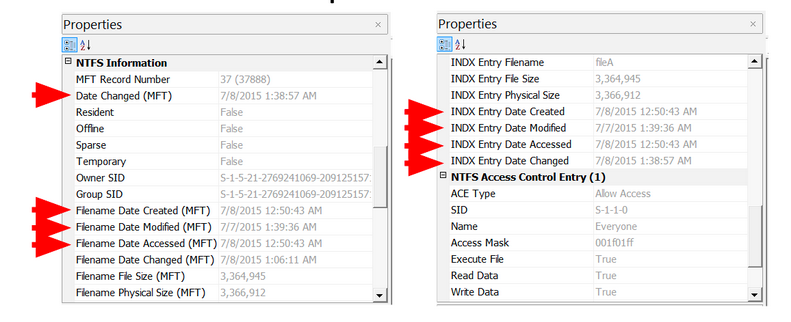 Properties ×
A Z
NTFS Information
MFT Record Number 37 (37888)
Date Changed (MFT) 7/8/2015 1:38:57 AM
Resident False
Offline False
Sparse False
Temporary False
Owner SID S-1-5-21-2769241069-209125157
Group SID S-1-5-21-2769241069-209125157
Filename Date Created (MFT) 7/8/2015 12:50:43 AM
Filename Date Modified (MFT) 7/7/2015 1:39:36 AM
Filename Date Accessed (MFT) 7/8/2015 12:50:43 AM
Filename Date Changed (MFT) 7/8/2015 1:06:11 AM
Filename File Size (MFT) 3,364,945
Filename Physical Size (MFT) 3,366,912
Properties ×
A Z
INDX Entry Filename fileA
INDX Entry File Size 3,364,945
INDX Entry Physical Size 3,366,912
INDX Entry Date Created 7/8/2015 12:50:43 AM
INDX Entry Date Modified 7/7/2015 1:39:36 AM
INDX Entry Date Accessed 7/8/2015 12:50:43 AM
INDX Entry Date Changed 7/8/2015 1:38:57 AM
NTFS Access Control Entry (1)
ACE Type Allow Access
SID S-1-1-0
Name Everyone
Access Mask 001f01ff
Execute File True
Read Data True
Write Data True